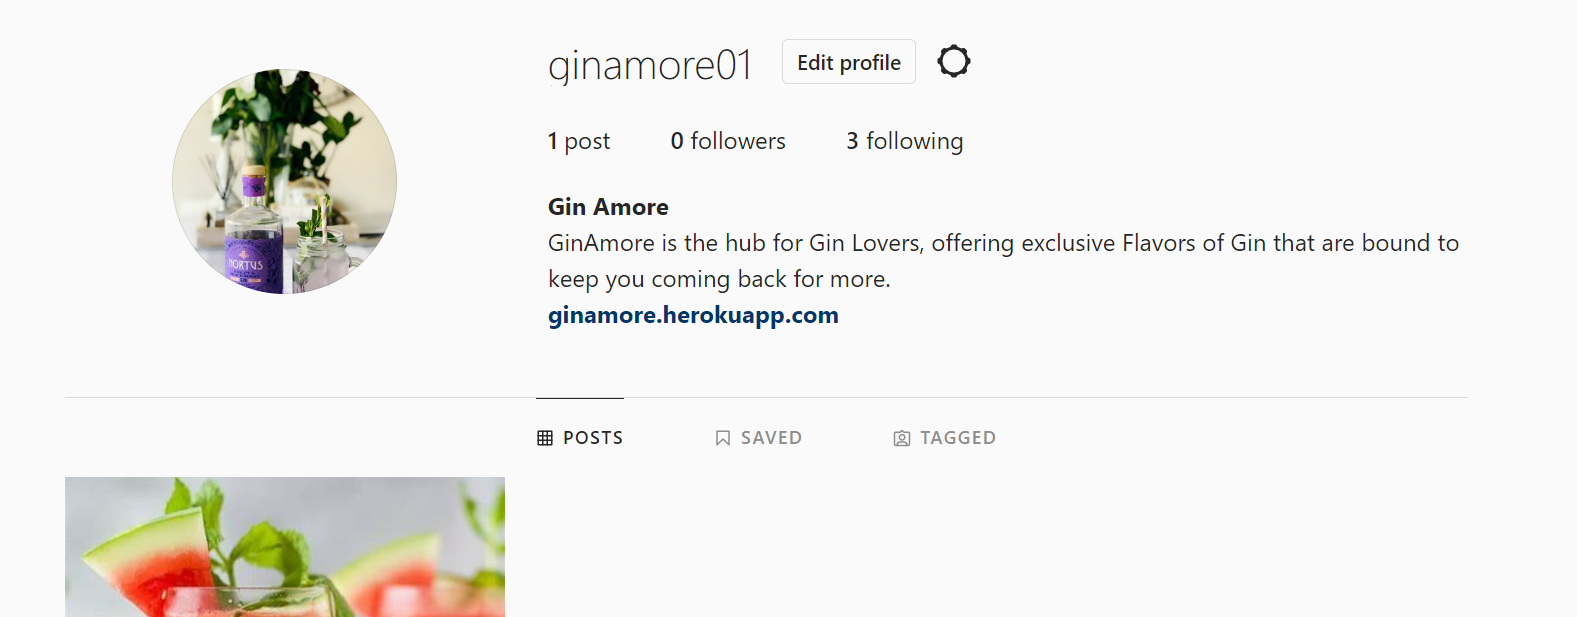 ginamore01 Edit profile
1 post 0 followers 3 following
Gin Amore
GinAmore is the hub for Gin Lovers, offering exclusive Flavors of Gin that are bound to
keep you coming back for more.
ginamore.herokuapp.com
POSTS SAVED TAGGED
HORTUS